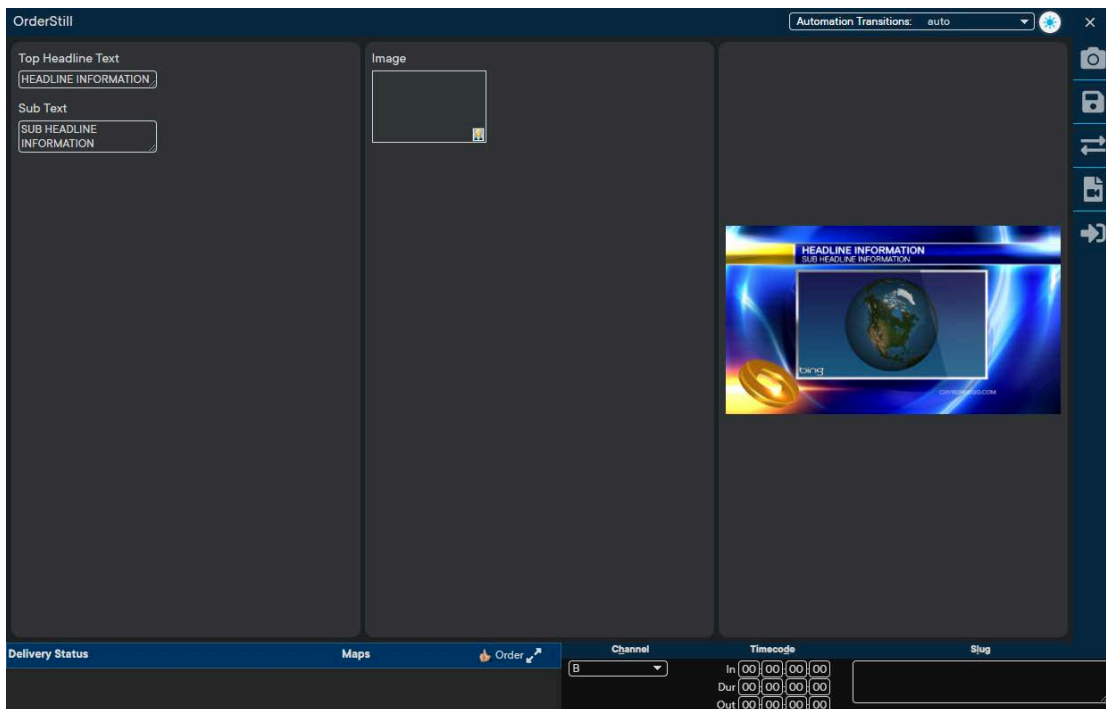 OrderStill
Automation Transitions: auto
Top Headline Text
HEADLINE INFORMATION
Sub Text
SUB HEADLINE
INFORMATION
Image
HEADLINE INFORMATION
SUB HEADLINE INFORMATION
bing
Delivery Status
Maps
Order
Channel
B
Timecode
In 00:00:00:00
Dur 00:00:00:00
Out 00:00:00:00
Slug